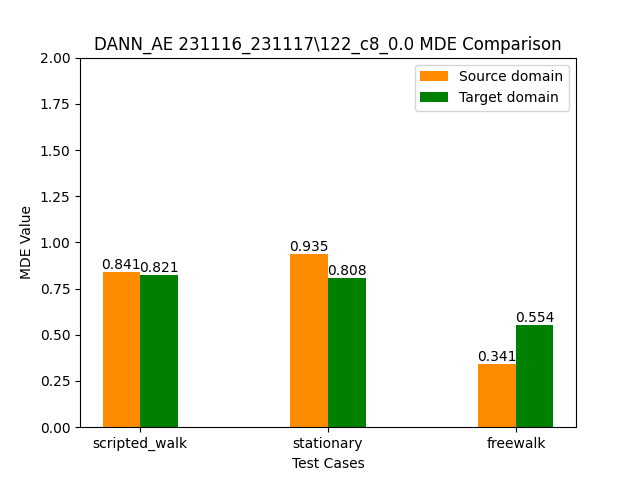 DANN_AE 231116_231117\122_c8_0.0 MDE Comparison
2.00
1.75
1.50
1.25
1.00
0.75
0.50
0.25
0.00
MDE Value
Source domain
Target domain
0.841
0.821
0.935
0.808
0.341
0.554
scripted_walk
stationary
freewalk
Test Cases